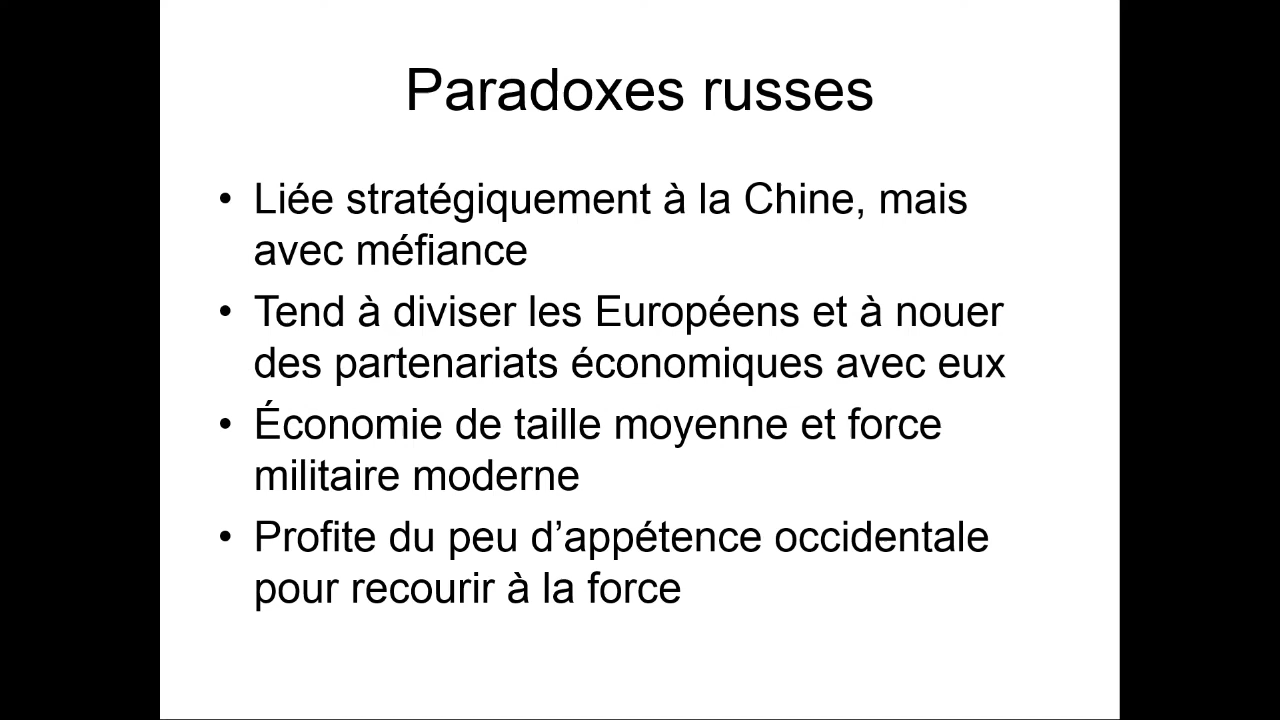 Paradoxes russes
• Liée stratégiquement à la Chine, mais
avec méfiance
• Tend à diviser les Européens et à nouer
des partenariats économiques avec eux
• Économie de taille moyenne et force
militaire moderne
• Profite du peu d’appétence occidentale
pour recourir à la force